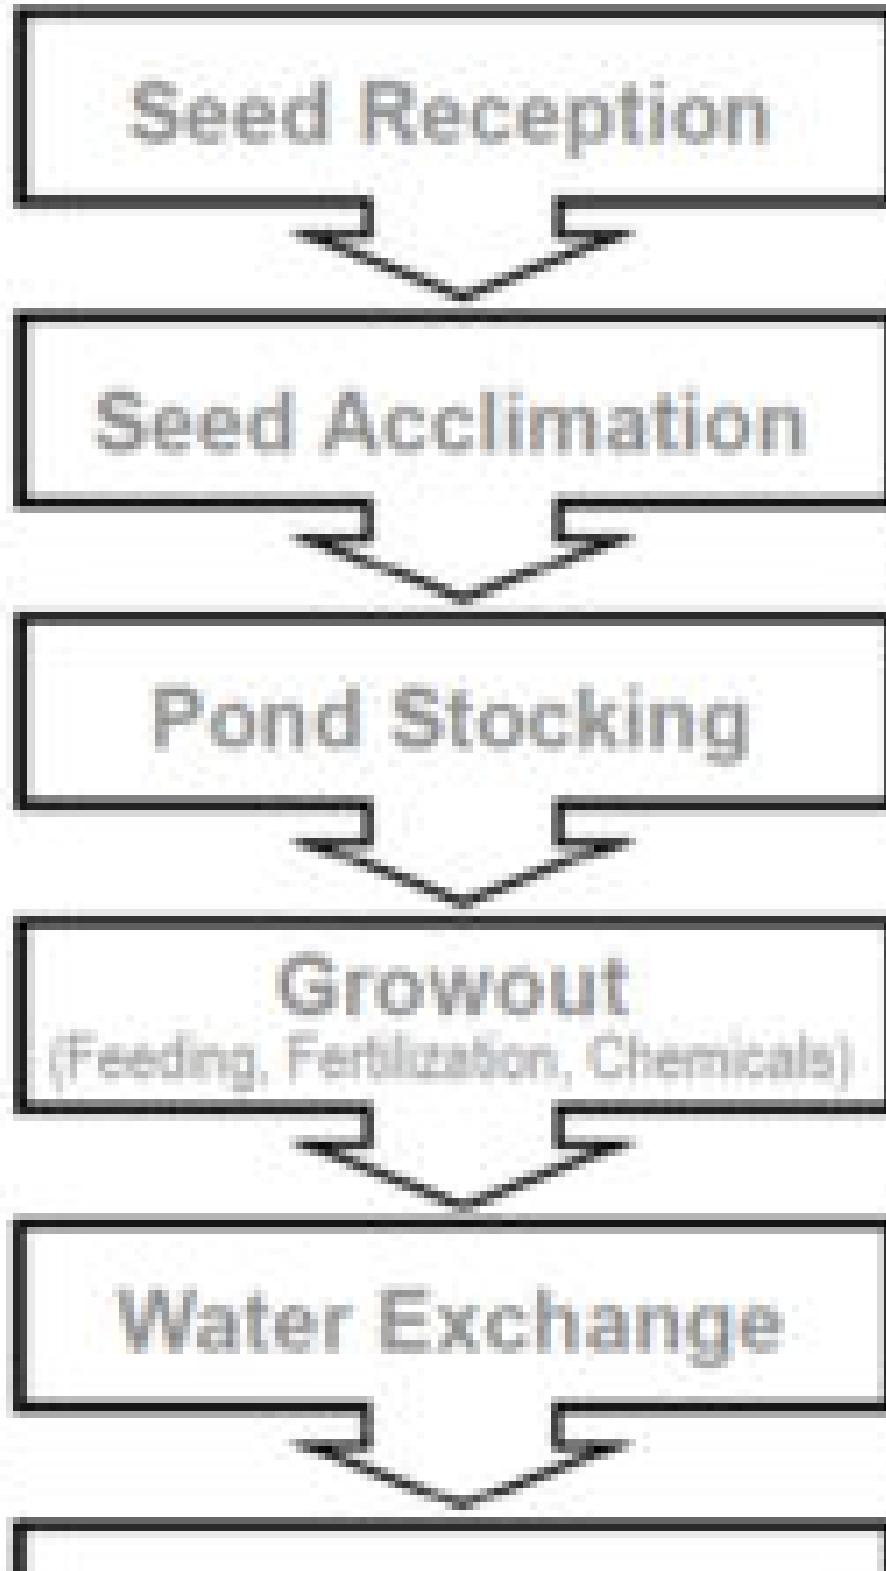 Seed Reception
Seed Acclimation
Pond Stocking
Growout
(Feeding, Fertilization, Chemicals)
Water Exchange